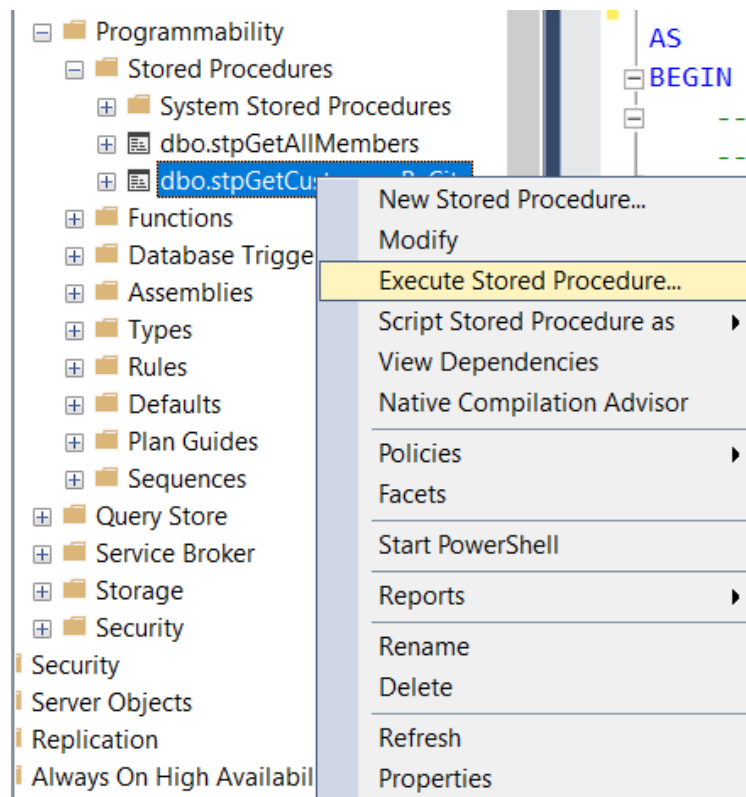 Programmability
Stored Procedures
System Stored Procedures
dbo.stpGetAllMembers
Functions
Database Trigge
Assemblies
Types
Rules
Defaults
Plan Guides
Sequences
Query Store
Service Broker
Storage
Security
Security
Server Objects
Replication
Always On High Availabil
New Stored Procedure...
Modify
Execute Stored Procedure...
Script Stored Procedure as
View Dependencies
Native Compilation Advisor
Policies
Facets
Start PowerShell
Reports
Rename
Delete
Refresh
Properties
AS
BEGIN
--
--